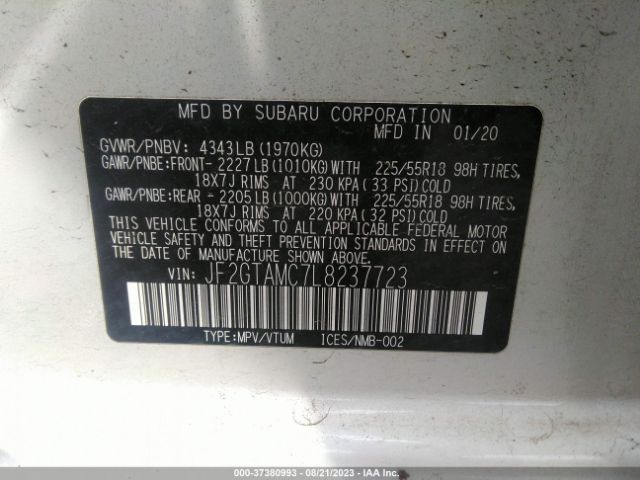 MFD BY SUBARU CORPORATION
MFD IN 01/20
GVWR/PNBV: 4343LB(1970KG)
GAWR/PNBE:FRONT-2227LB(1010KG)WITH 225/55R18 98H TIRES,
18X7J RIMS AT 230 KPA(33 PSI)COLD
GAWR/PNBE:REAR -2205LB(1000KG)WITH 225/55R18 98H TIRES,
18X7J RIMS AT 220 KPA(32 PSI)COLD
THIS VEHICLE CONFORMS TO ALL APPLICABLE FEDERAL MOTOR
VEHICLE SAFETY AND THEFT PREVENTION STANDARDS IN EFFECT ON
THE DATE OF MANUFACTURE SHOWN ABOVE.
VIN: JF2GTAMC7L8237723
TYPE:MPV/VTUM ICES/NMB-002
000-37380993 - 08/21/2023 - IAA Inc.